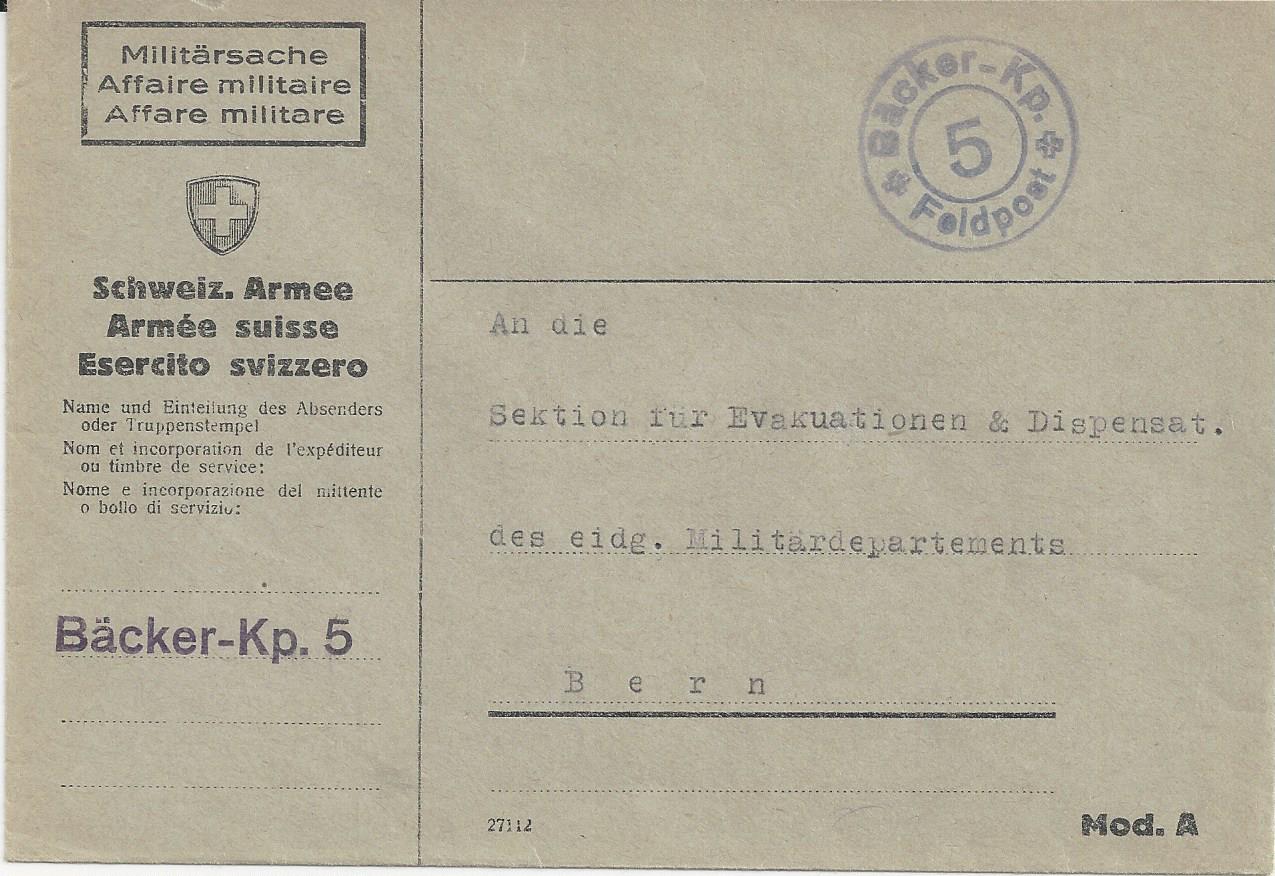 Militärsache
Affaire militaire
Affare militare
Schweiz. Armee
Armée suisse
Esercito svizzero
Name und Einteilung des Absenders
oder Truppenstempel
Nom et incorporation de l'expéditeur
ou timbre de service:
Nome e incorporazione del mittente
o bollo di servizio:
Bäcker-Kp. 5
Bäcker-Kp.
5
Feldpost
An die
Sektion für Evakuationen & Dispensat.
des eidg. Militärdepartements
B e r n
27112
Mod. A